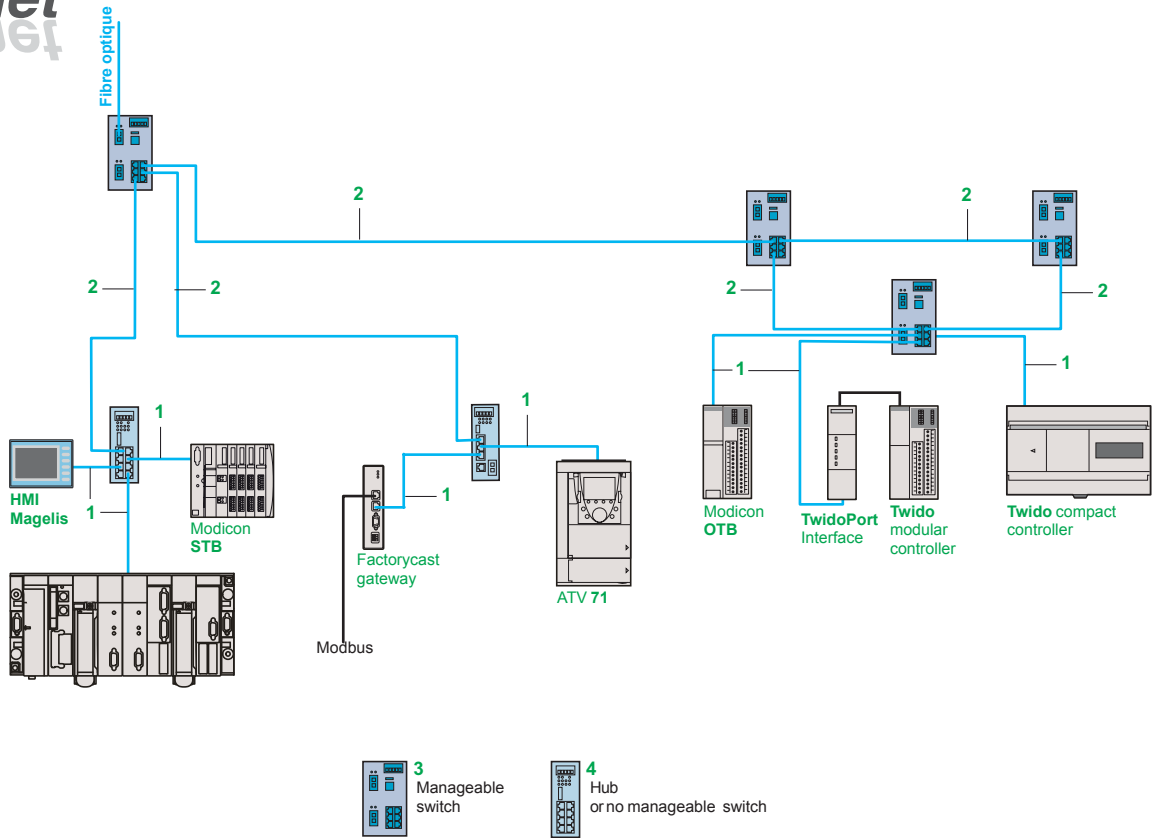 net
Fibre optique
2
2
2
2
2
2
1
1
1
1
1
1
HMI
Magelis
Modicon
STB
Factorycast
gateway
Modbus
ATV 71
Modicon
OTB
TwidoPort
Interface
Twido
modular
controller
Twido compact
controller
3
Manageable
switch
4
Hub
or no manageable switch